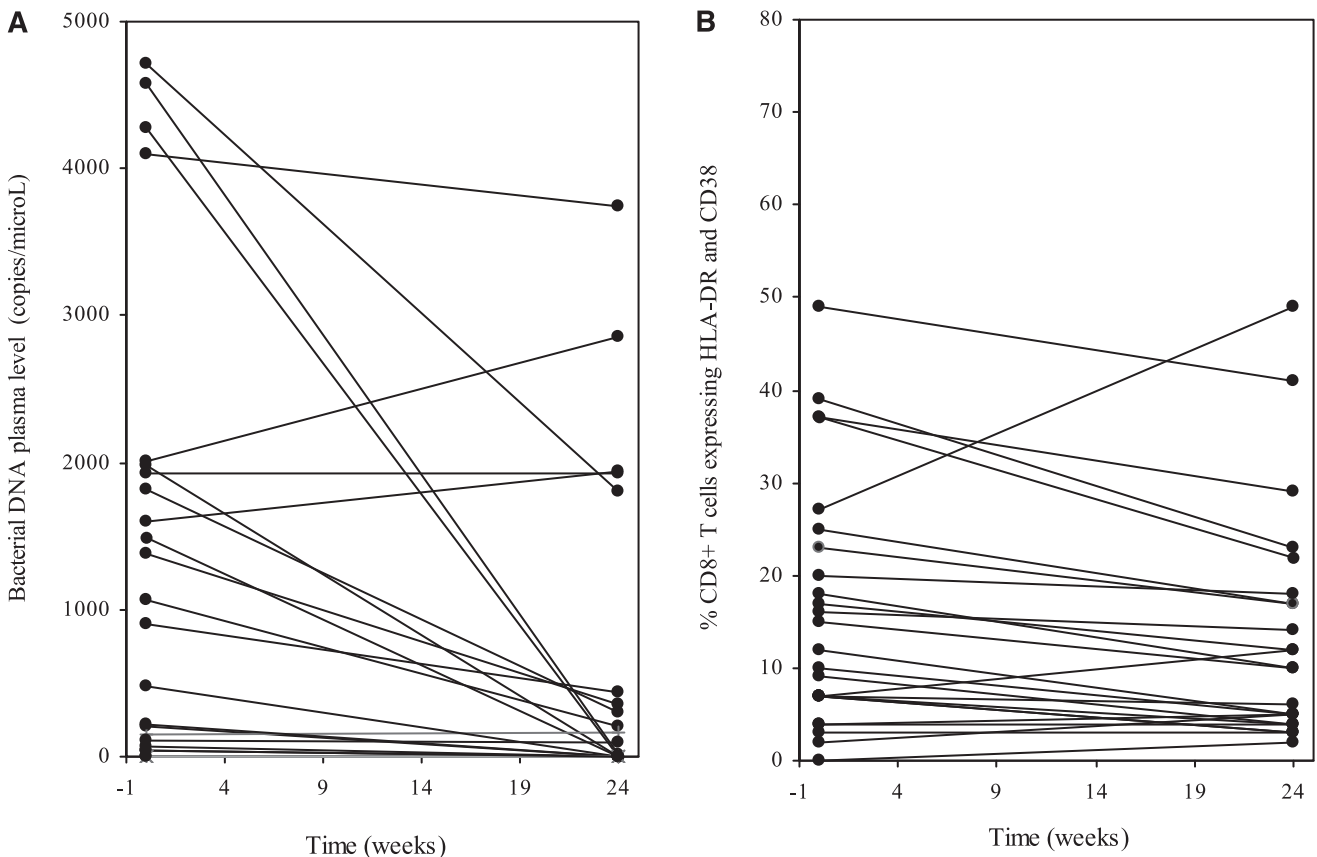 A
Bacterial DNA plasma level (copies/microL)
5000
4000
3000
2000
1000
0
-1 4 9 14 19 24
Time (weeks)
B
% CD8+ T cells expressing HLA-DR and CD38
80
70
60
50
40
30
20
10
0
-1 4 9 14 19 24
Time (weeks)